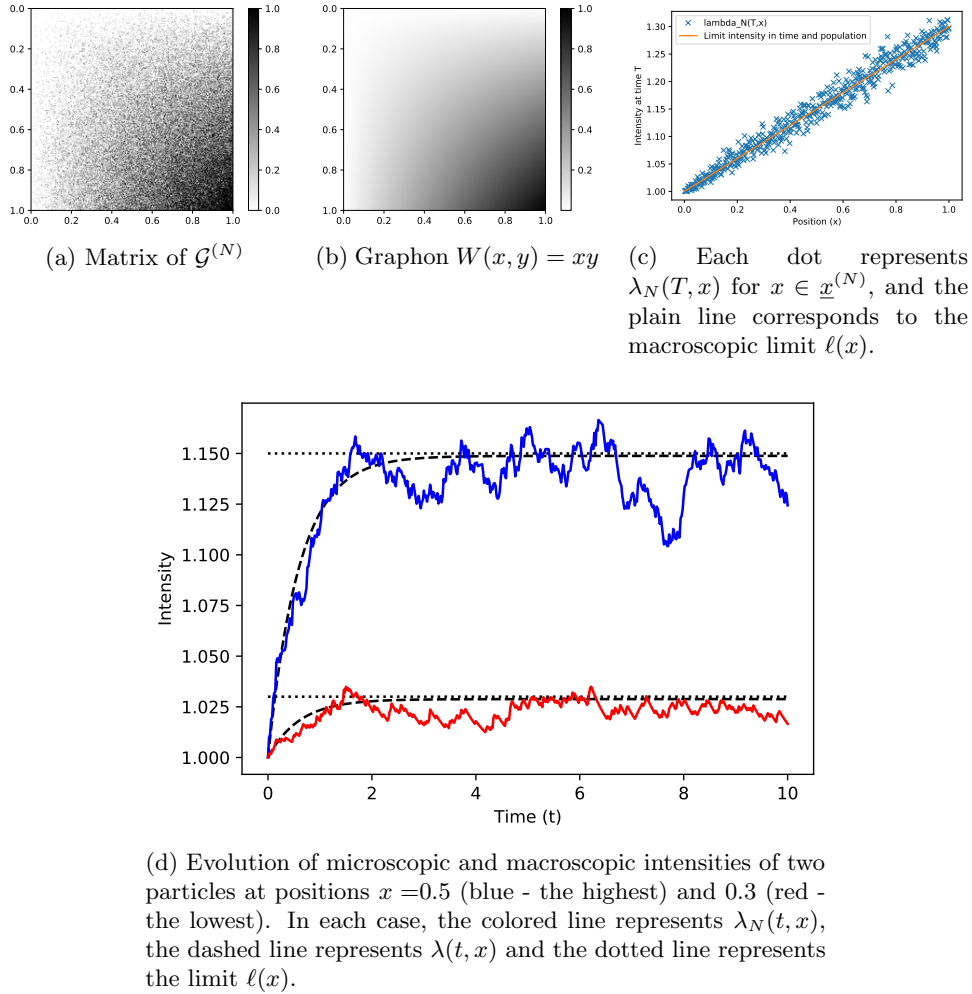 0.0
0.2
0.4
0.6
0.8
1.0
0.0 0.2 0.4 0.6 0.8 1.0
1.0
0.8
0.6
0.4
0.2
0.0
(a) Matrix of 𝒢^(N)
0.0
0.2
0.4
0.6
0.8
1.0
0.0 0.2 0.4 0.6 0.8 1.0
1.0
0.8
0.6
0.4
0.2
(b) Graphon W(x, y) = xy
lambda_N(T,x)
Limit intensity in time and population
Intensity at time T
1.30
1.25
1.20
1.15
1.10
1.05
1.00
0.0 0.2 0.4 0.6 0.8 1.0
Position (x)
(c) Each dot represents
λ_N(T, x) for x ∈ x^(N), and the
plain line corresponds to the
macroscopic limit ℓ(x).
Intensity
1.150
1.125
1.100
1.075
1.050
1.025
1.000
0 2 4 6 8 10
Time (t)
(d) Evolution of microscopic and macroscopic intensities of two
particles at positions x =0.5 (blue - the highest) and 0.3 (red -
the lowest). In each case, the colored line represents λ_N(t, x),
the dashed line represents λ(t, x) and the dotted line represents
the limit ℓ(x).